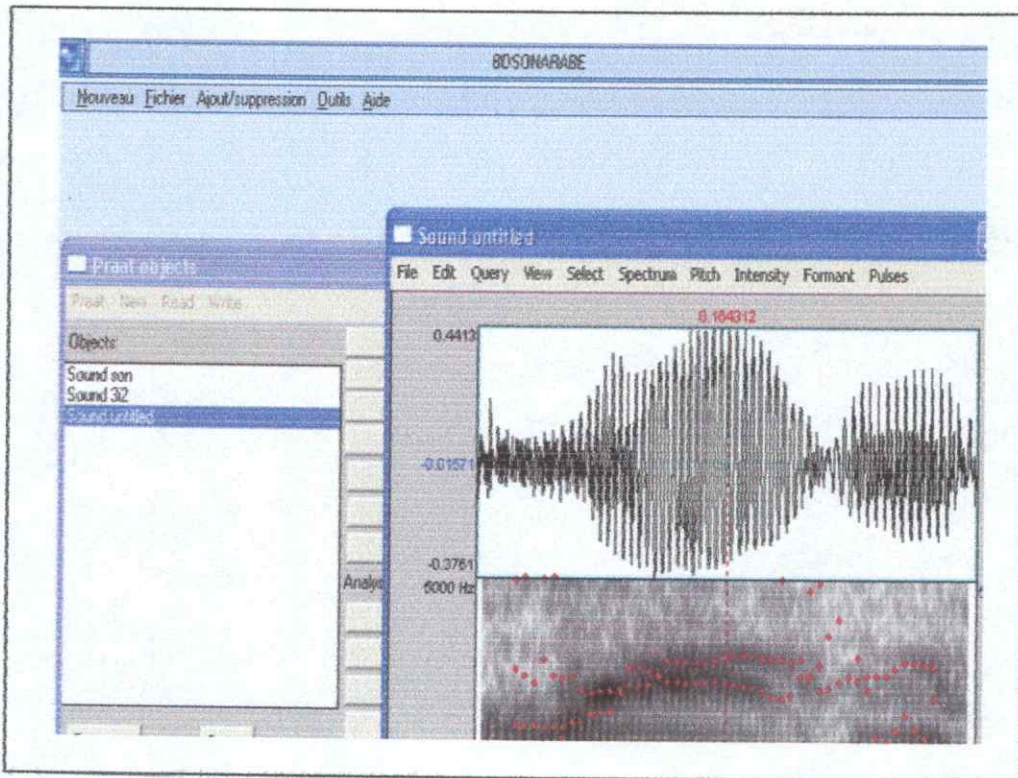 BDSONARABE
Nouveau Fichier Ajout/suppression Outils Aide
Sound untitled
File Edit Query View Select Spectrum Pitch Intensity Formant Pulses
Praat objects
Praat New Read Write
Objects:
Sound son
Sound 3i2
Sound untitled
0.164312
0.4413
-0.01571
-0.3761
5000 Hz
Analys